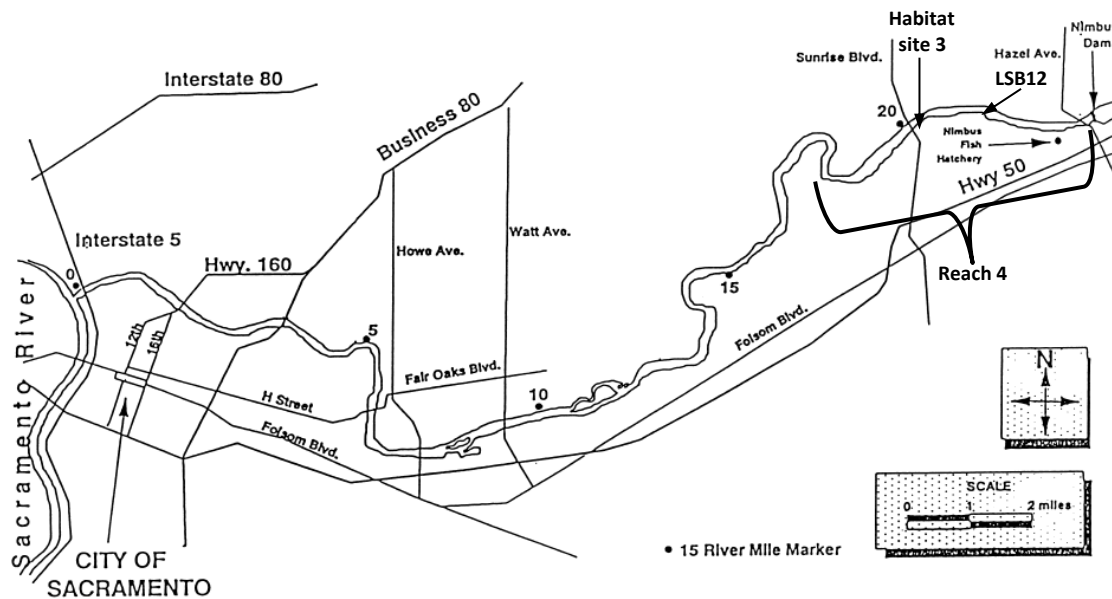 Habitat
site 3
Nimbus
Dam
Sunrise Blvd.
Hazel Ave.
LSB12
Interstate 80
Business 80
20
Nimbus
Fish
Hatchery
Hwy 50
Interstate 5
0
Hwy. 160
Howe Ave.
Watt Ave.
Reach 4
15
12th
16th
5
Folsom Blvd.
Fair Oaks Blvd.
Sacramento River
H Street
10
Folsom Blvd.
N
SCALE
0 1 2 miles
• 15 River Mile Marker
CITY OF
SACRAMENTO